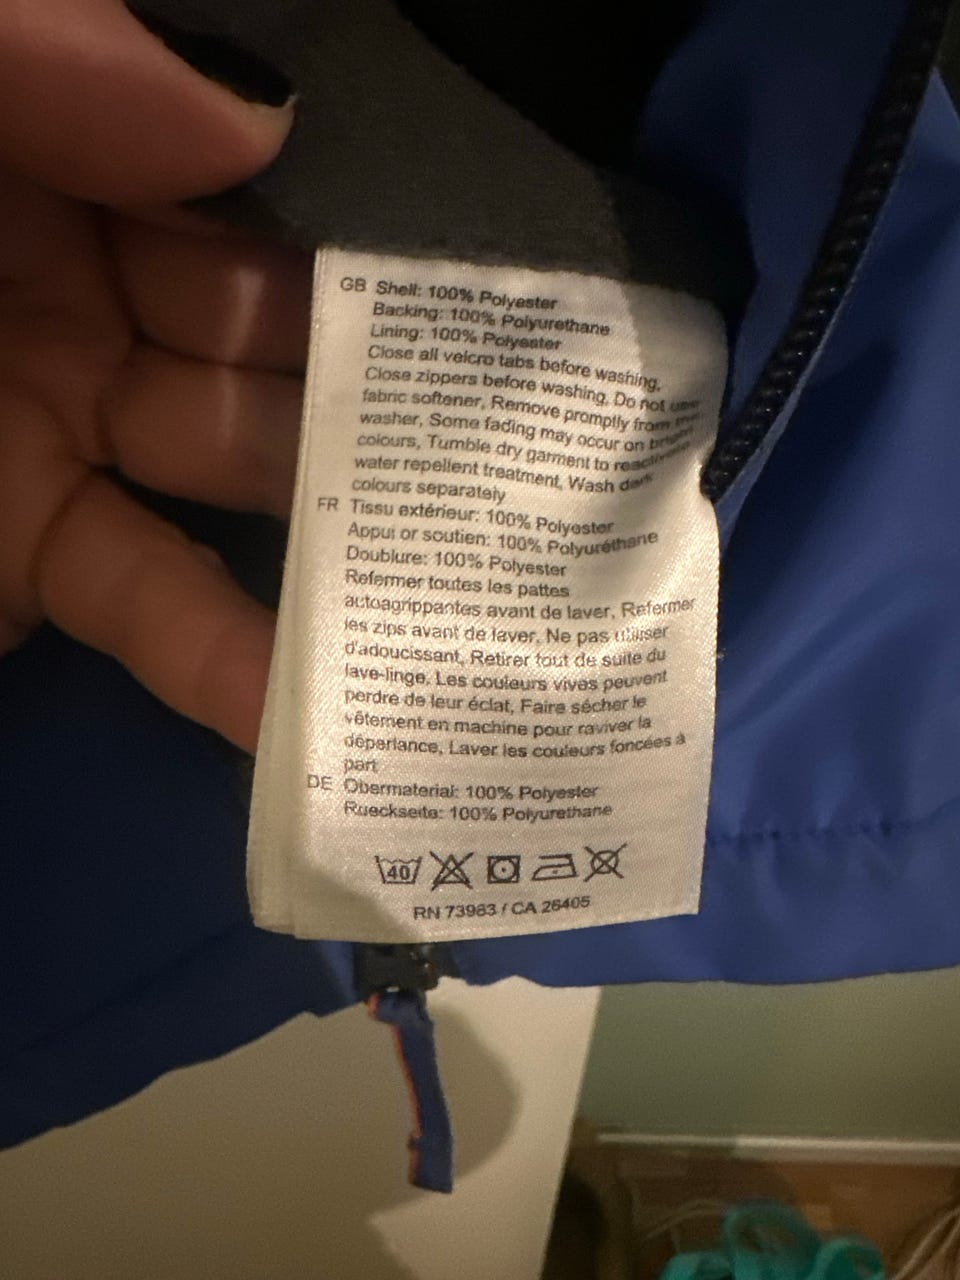 GB Shell: 100% Polyester
Backing: 100% Polyurethane
Lining: 100% Polyester
Close all velcro tabs before washing,
Close zippers before washing, Do not use
fabric softener, Remove promptly from the
washer, Some fading may occur on bright
colours, Tumble dry garment to reactivate
water repellent treatment, Wash dark
colours separately
FR Tissu extérieur: 100% Polyester
Appui or soutien: 100% Polyuréthane
Doublure: 100% Polyester
Refermer toutes les pattes
autoagrippantes avant de laver, Refermer
les zips avant de laver, Ne pas utiliser
d'adoucissant, Retirer tout de suite du
lave-linge, Les couleurs vives peuvent
perdre de leur éclat, Faire sécher le
vêtement en machine pour raviver la
déperlance, Laver les couleurs foncées à
part
DE Obermaterial: 100% Polyester
Rueckseite: 100% Polyurethane
40
RN 73963 / CA 26405